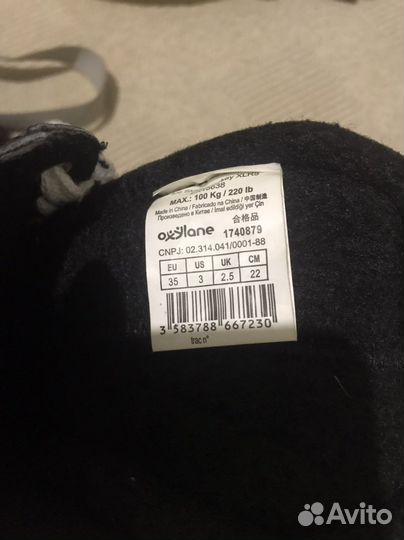 XLR5
MAX.: 100 Kg / 220 lb
Made in China / Fabricado na China / 中国制造
Произведено в Китае / Imal edildiği yer Çin
合格品
oxylane 1740879
CNPJ: 02.314.041/0001-88
EU US UK CM
35 3 2.5 22
3 583788 667230
trac n°
Avito